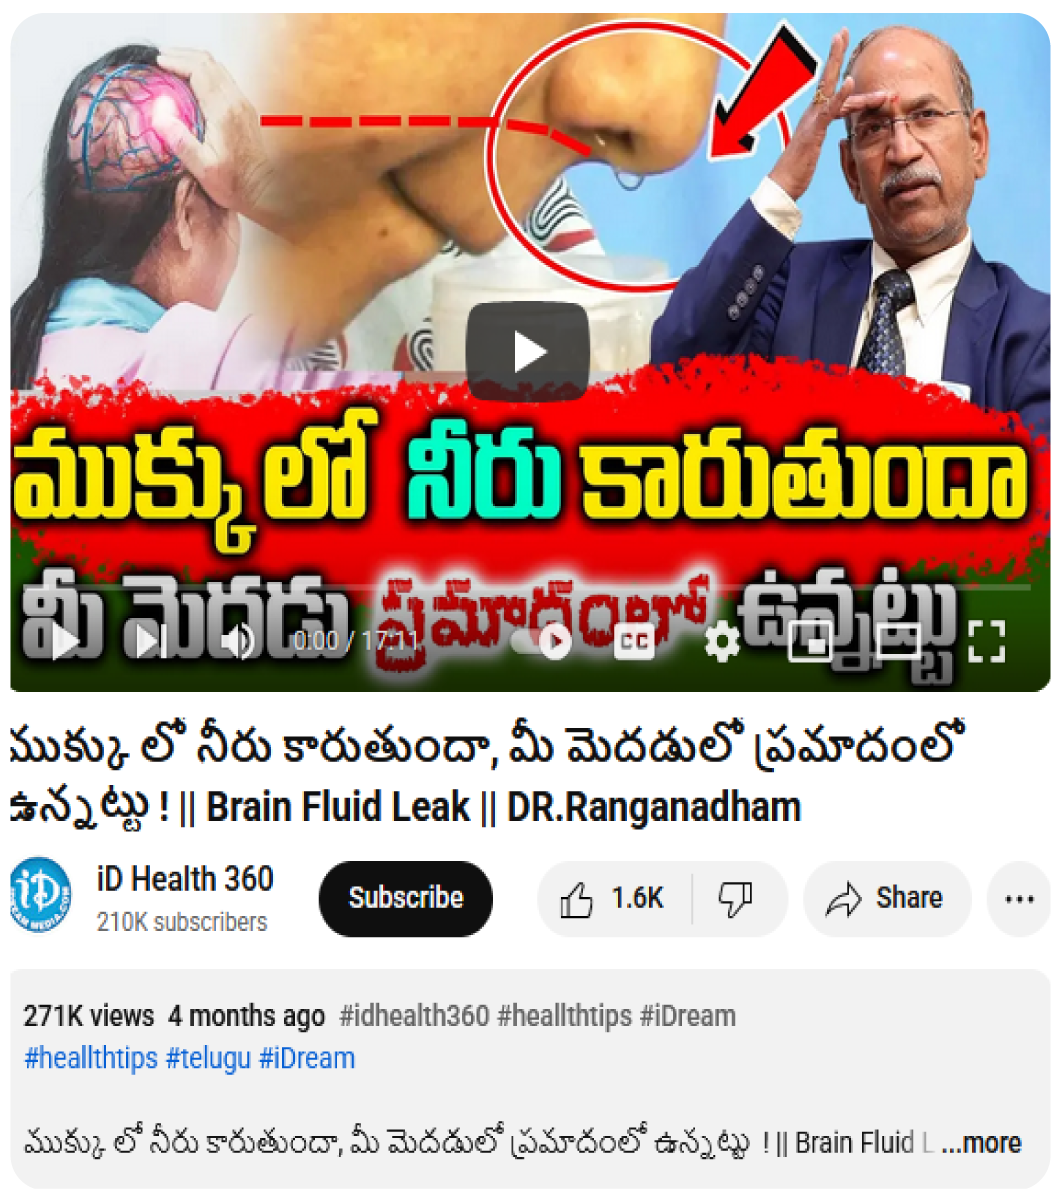 ముక్కు లో నీరు కారుతుందా
మీ మెదడు ప్రమాదంలో ఉన్నట్టు
0:00 / 17:11
CC
ముక్కు లో నీరు కారుతుందా, మీ మెదడులో ప్రమాదంలో
ఉన్నట్టు ! || Brain Fluid Leak || DR.Ranganadham
iD
iD Health 360
210K subscribers
Subscribe
1.6K
Share
271K views 4 months ago #idhealth360 #heallthtips #iDream
#heallthtips #telugu #iDream
ముక్కు లో నీరు కారుతుందా, మీ మెదడులో ప్రమాదంలో ఉన్నట్టు ! || Brain Fluid L ...more